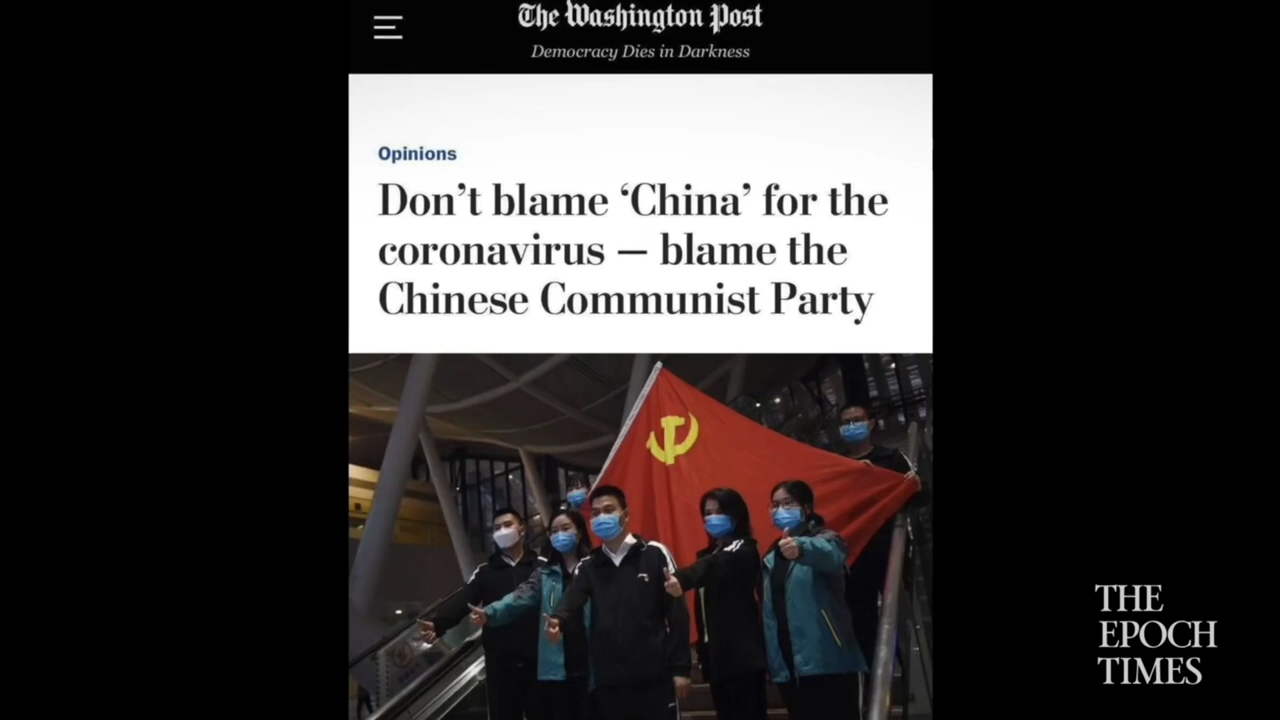 The Washington Post
Democracy Dies in Darkness
Opinions
Don’t blame ‘China’ for the
coronavirus — blame the
Chinese Communist Party
THE
EPOCH
TIMES